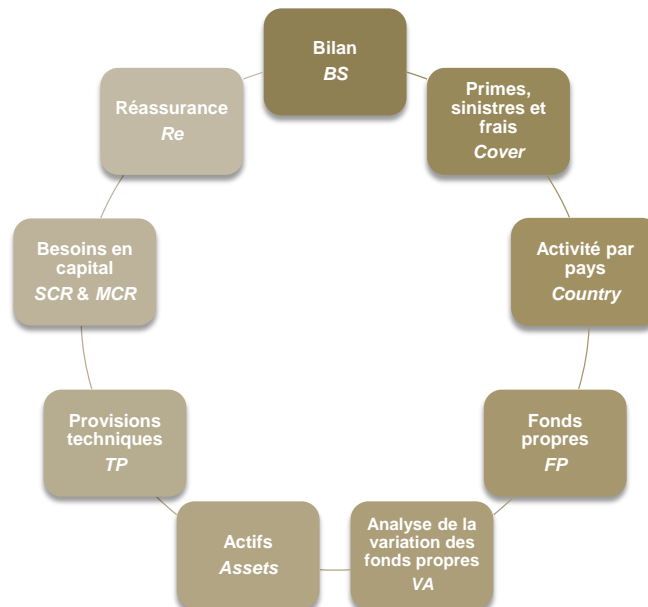 Bilan
BS
Primes,
sinistres et
frais
Cover
Activité par
pays
Country
Fonds
propres
FP
Analyse de la
variation des
fonds propres
VA
Actifs
Assets
Provisions
techniques
TP
Besoins en
capital
SCR & MCR
Réassurance
Re